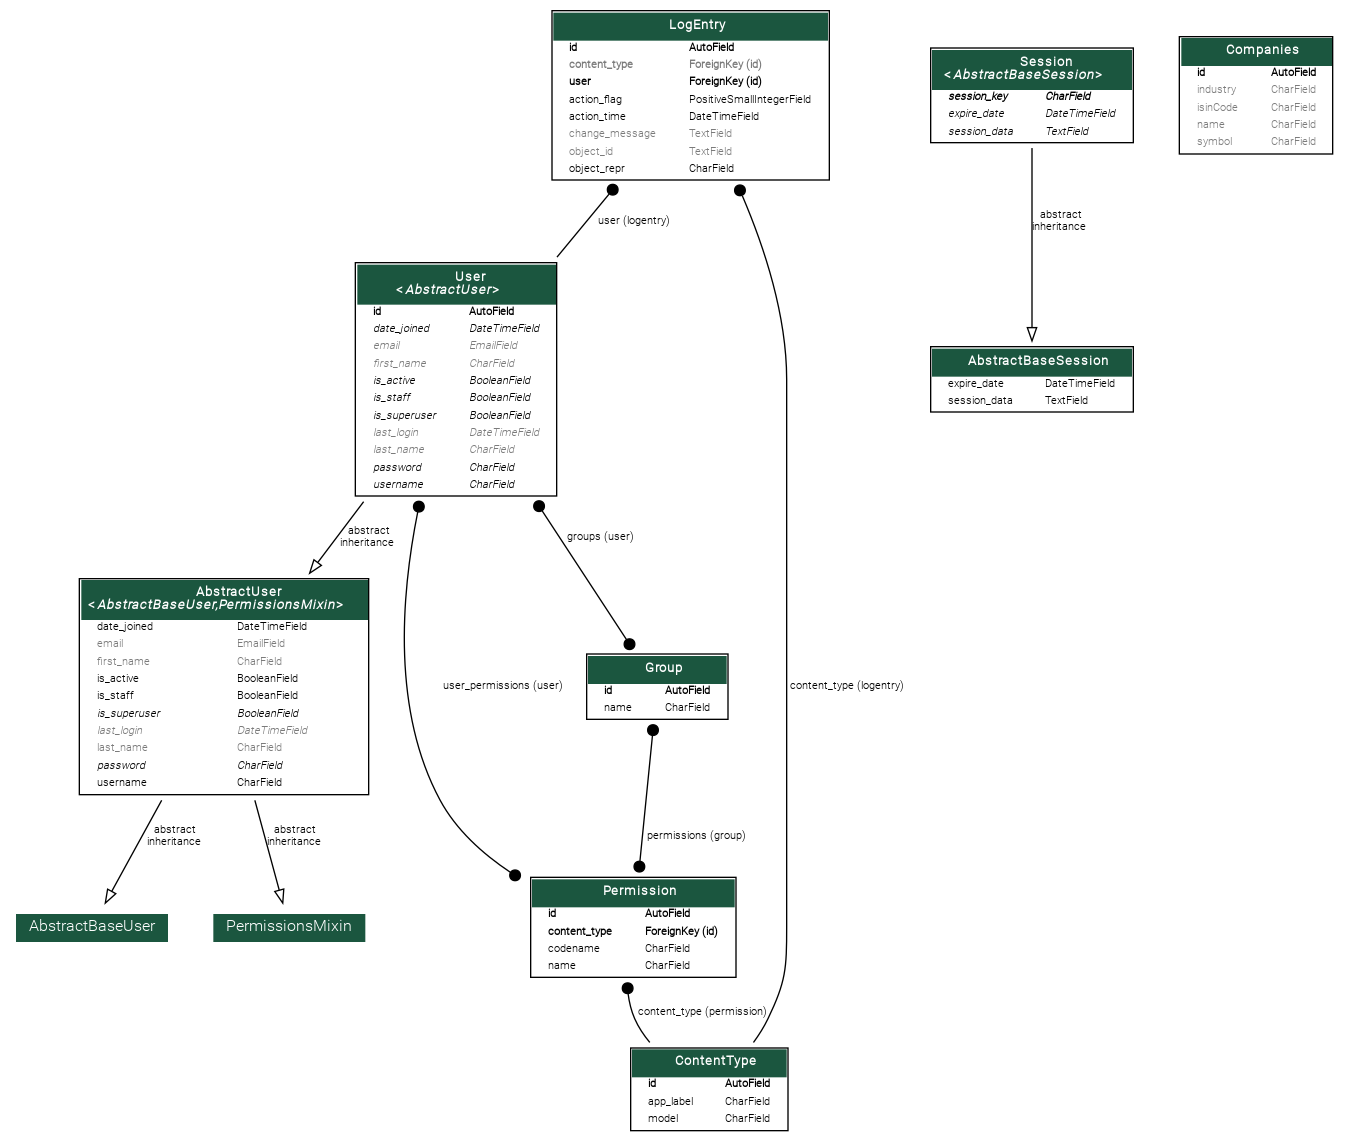 LogEntry
id AutoField
content_type ForeignKey (id)
user ForeignKey (id)
action_flag PositiveSmallIntegerField
action_time DateTimeField
change_message TextField
object_id TextField
object_repr CharField
Session
<AbstractBaseSession>
session_key CharField
expire_date DateTimeField
session_data TextField
Companies
id AutoField
industry CharField
isinCode CharField
name CharField
symbol CharField
user (logentry)
abstract
inheritance
User
<AbstractUser>
id AutoField
date_joined DateTimeField
email EmailField
first_name CharField
is_active BooleanField
is_staff BooleanField
is_superuser BooleanField
last_login DateTimeField
last_name CharField
password CharField
username CharField
AbstractBaseSession
expire_date DateTimeField
session_data TextField
abstract
inheritance
groups (user)
AbstractUser
<AbstractBaseUser,PermissionsMixin>
date_joined DateTimeField
email EmailField
first_name CharField
is_active BooleanField
is_staff BooleanField
is_superuser BooleanField
last_login DateTimeField
last_name CharField
password CharField
username CharField
user_permissions (user)
Group
id AutoField
name CharField
content_type (logentry)
abstract
inheritance
abstract
inheritance
permissions (group)
AbstractBaseUser
PermissionsMixin
Permission
id AutoField
content_type ForeignKey (id)
codename CharField
name CharField
content_type (permission)
ContentType
id AutoField
app_label CharField
model CharField